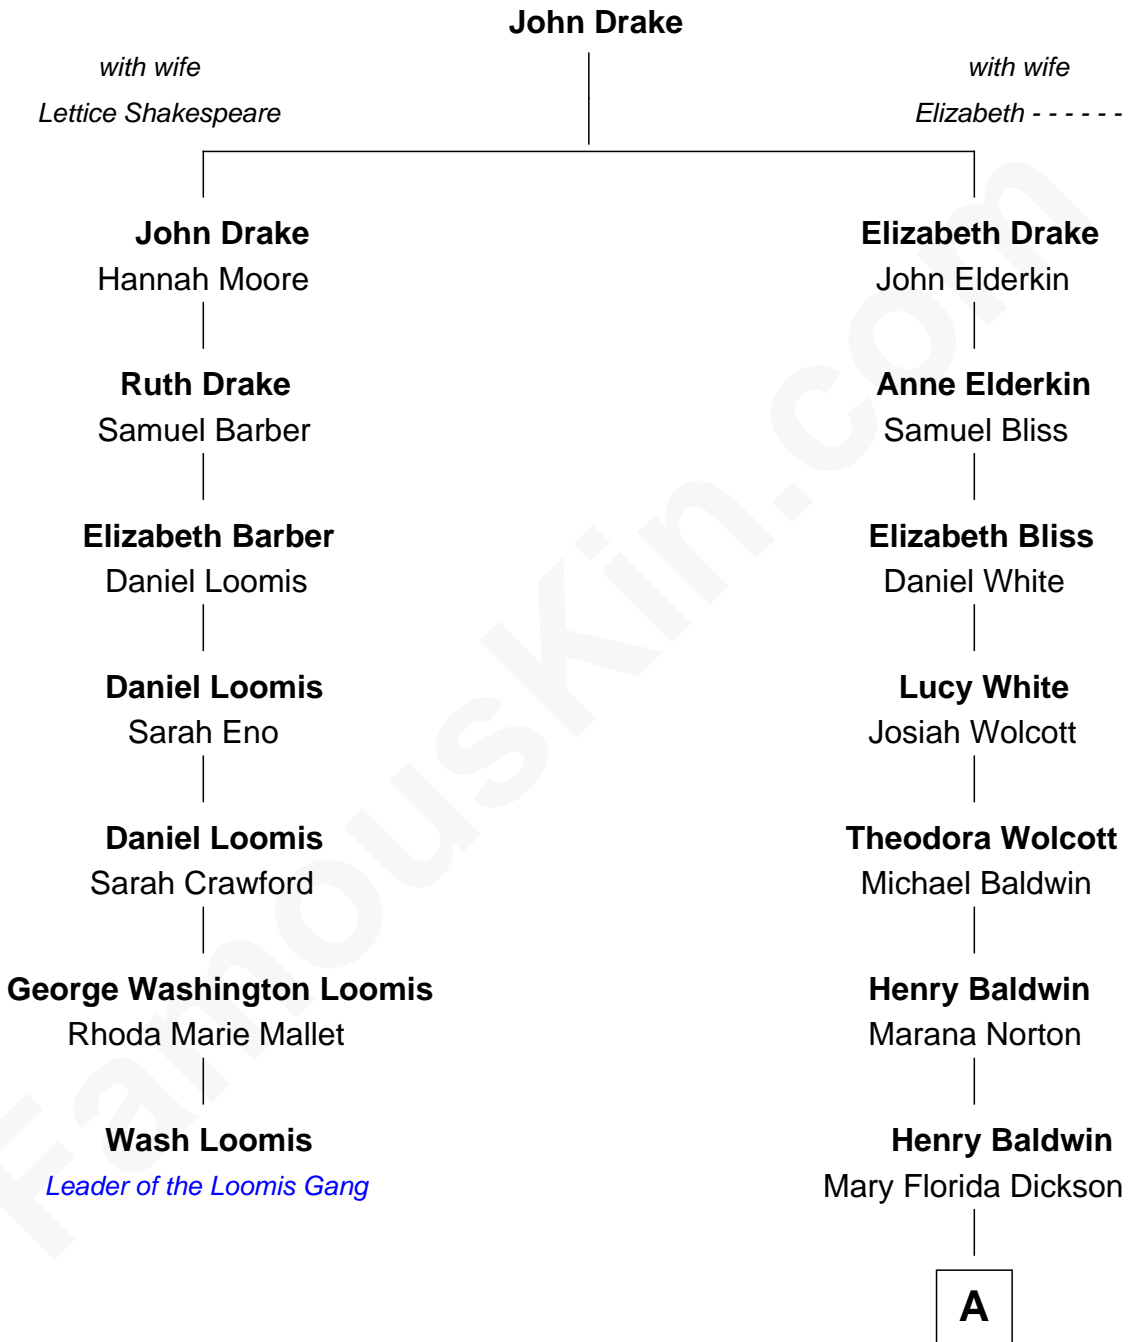 John Drake
with wife
Lettice Shakespeare
with wife
Elizabeth - - - - - -
John Drake
Hannah Moore
Elizabeth Drake
John Elderkin
Ruth Drake
Samuel Barber
Anne Elderkin
Samuel Bliss
Elizabeth Barber
Daniel Loomis
Elizabeth Bliss
Daniel White
Daniel Loomis
Sarah Eno
Lucy White
Josiah Wolcott
Daniel Loomis
Sarah Crawford
Theodora Wolcott
Michael Baldwin
George Washington Loomis
Rhoda Marie Mallet
Henry Baldwin
Marana Norton
Wash Loomis
Leader of the Loomis Gang
Henry Baldwin
Mary Florida Dickson
A
FamousKin.com